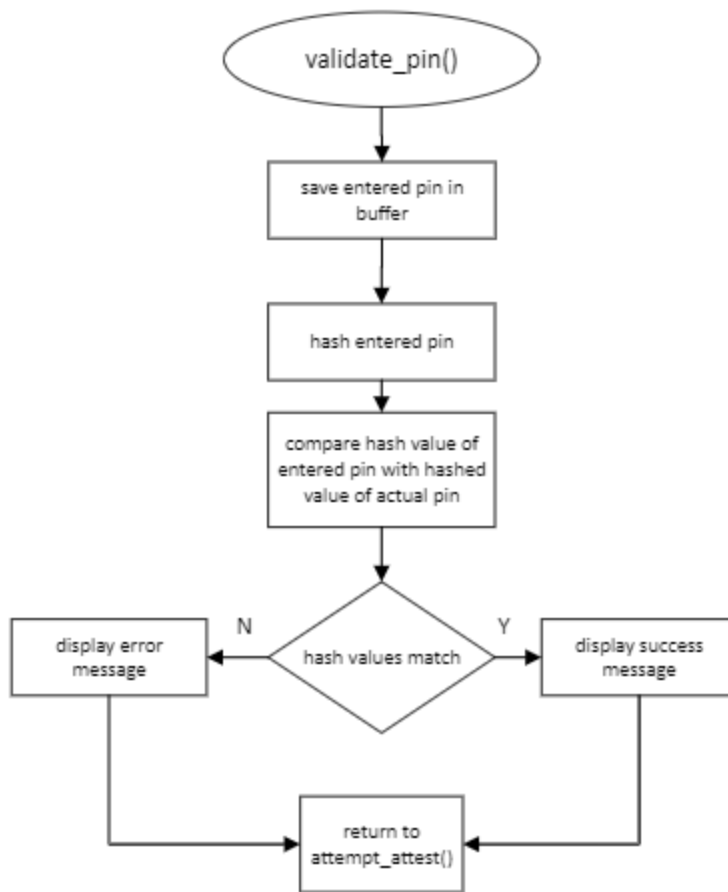 validate_pin()
save entered pin in
buffer
hash entered pin
compare hash value of
entered pin with hashed
value of actual pin
N
Y
display error
message
hash values match
display success
message
return to
attempt_attest()